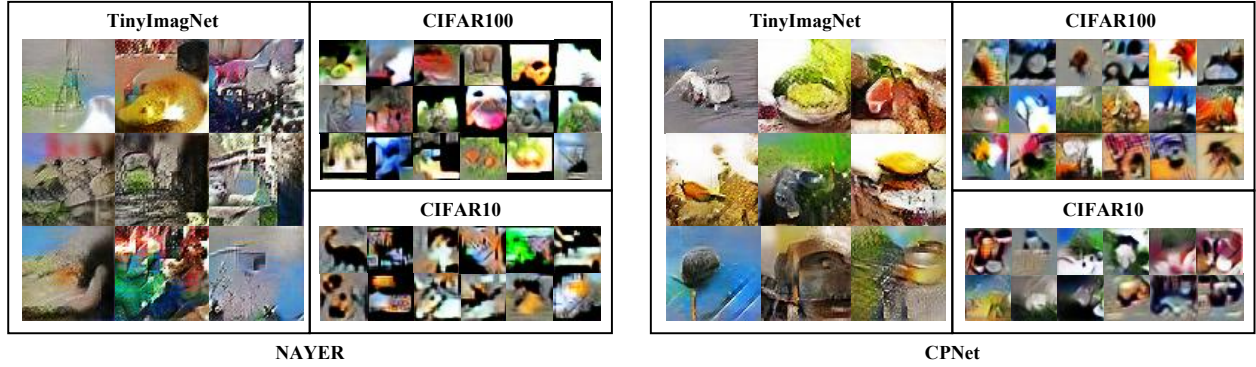 TinyImagNet
CIFAR100
CIFAR10
NAYER
TinyImagNet
CIFAR100
CIFAR10
CPNet